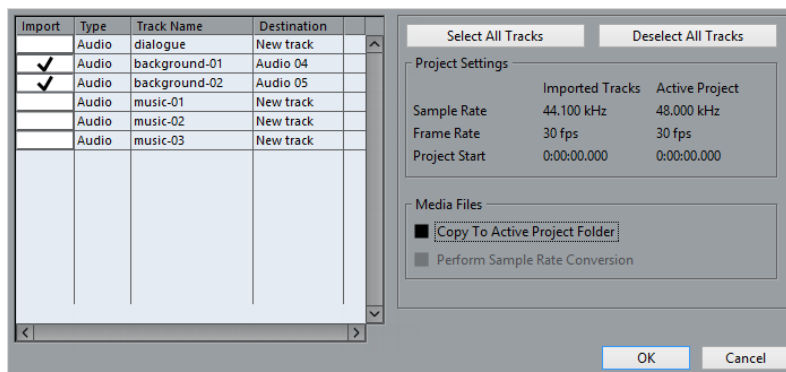 Import Type Track Name Destination
Audio dialogue New track
Audio background-01 Audio 04
Audio background-02 Audio 05
Audio music-01 New track
Audio music-02 New track
Audio music-03 New track
Select All Tracks Deselect All Tracks
Project Settings
Imported Tracks Active Project
Sample Rate 44.100 kHz 48.000 kHz
Frame Rate 30 fps 30 fps
Project Start 0:00:00.000 0:00:00.000
Media Files
Copy To Active Project Folder
Perform Sample Rate Conversion
OK Cancel